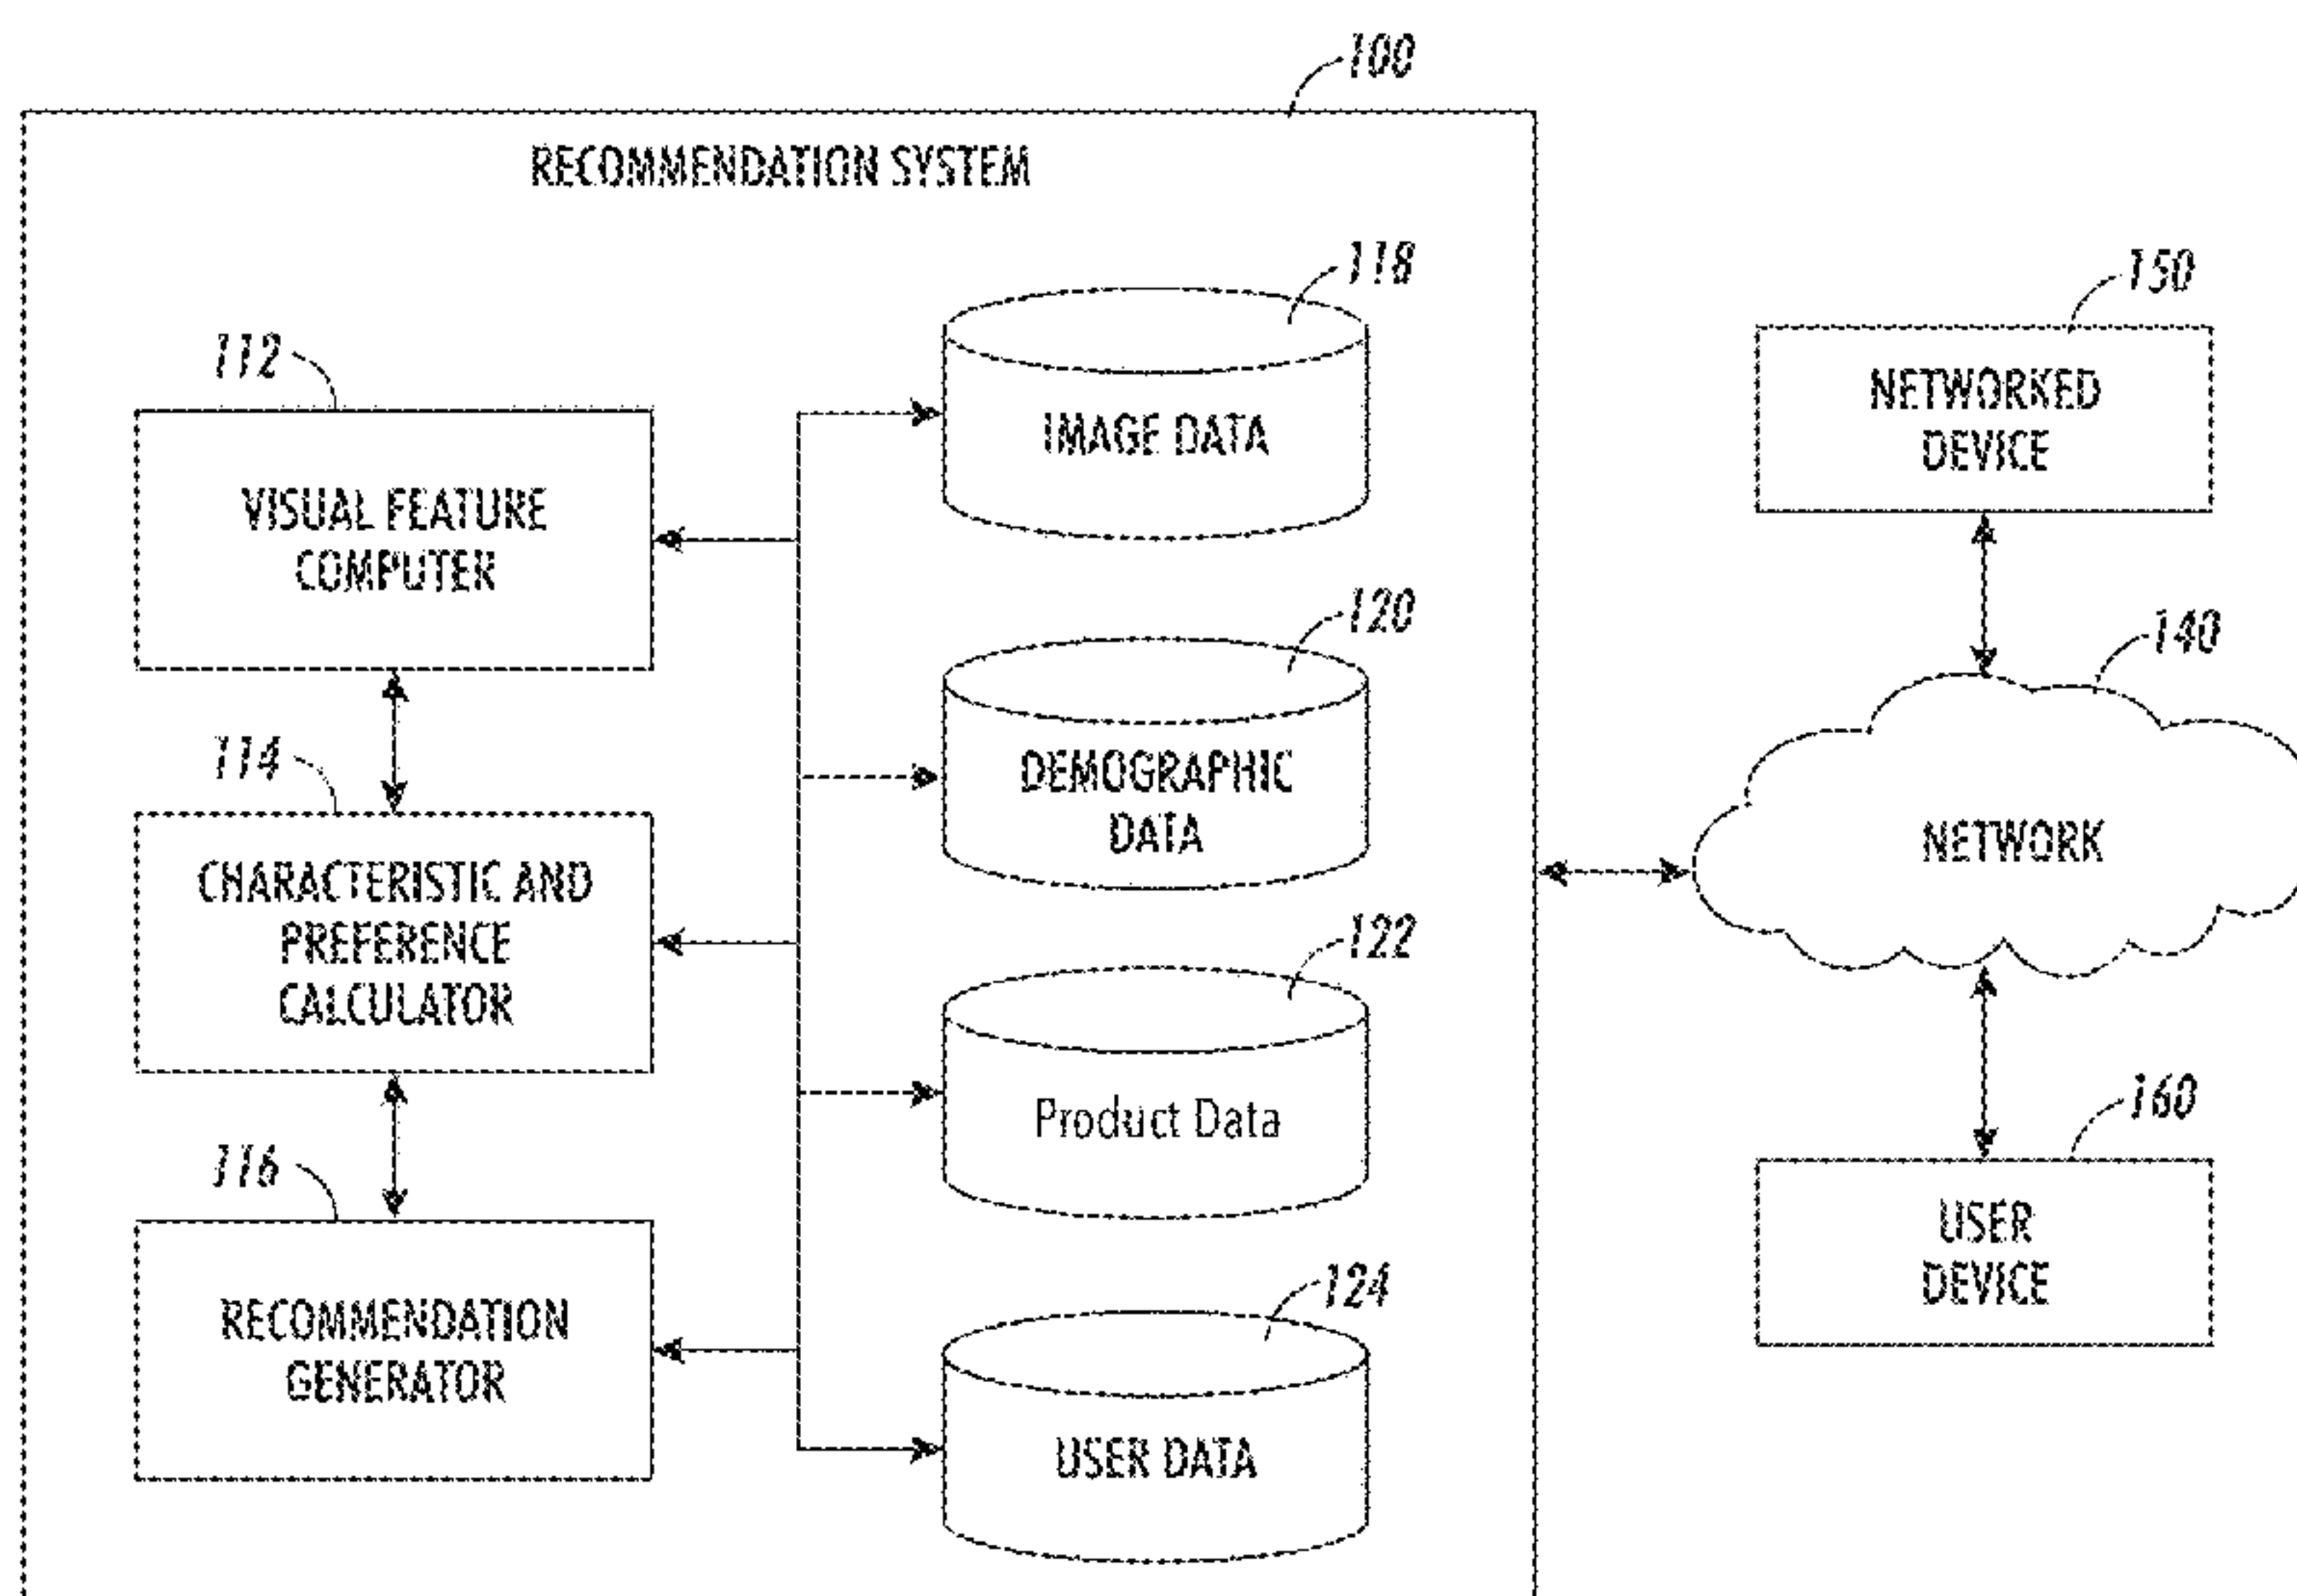 100
RECOMMENDATION SYSTEM
118
IMAGE DATA
112
VISUAL FEATURE
COMPUTER
120
DEMOGRAPHIC
DATA
114
CHARACTERISTIC AND
PREFERENCE
CALCULATOR
122
Product Data
116
RECOMMENDATION
GENERATOR
124
USER DATA
150
NETWORKED
DEVICE
140
NETWORK
160
USER
DEVICE